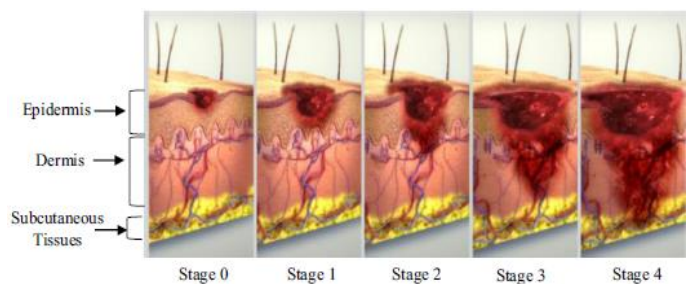 Epidermis
Dermis
Subcutaneous
Tissues
Stage 0
Stage 1
Stage 2
Stage 3
Stage 4